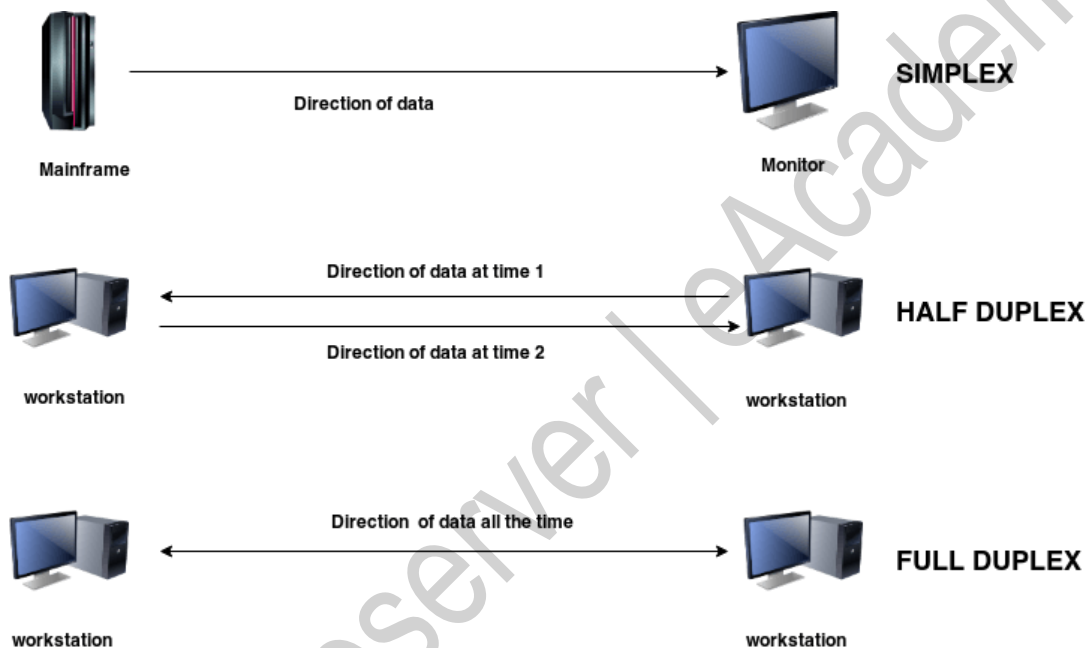 SIMPLEX
Direction of data
Mainframe
Monitor
Direction of data at time 1
HALF DUPLEX
Direction of data at time 2
workstation
workstation
Direction of data all the time
FULL DUPLEX
workstation
workstation